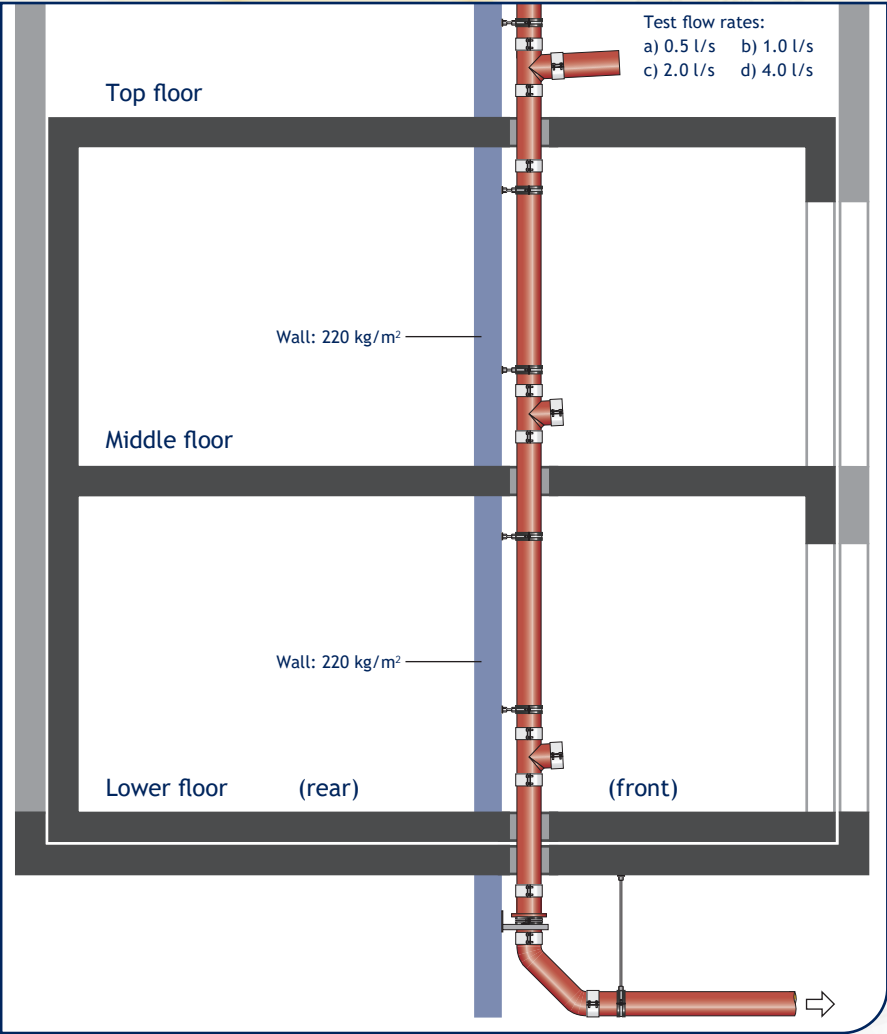 Test flow rates:
a) 0.5 l/s b) 1.0 l/s
c) 2.0 l/s d) 4.0 l/s
Top floor
Wall: 220 kg/m²
Middle floor
Wall: 220 kg/m²
Lower floor (rear) (front)